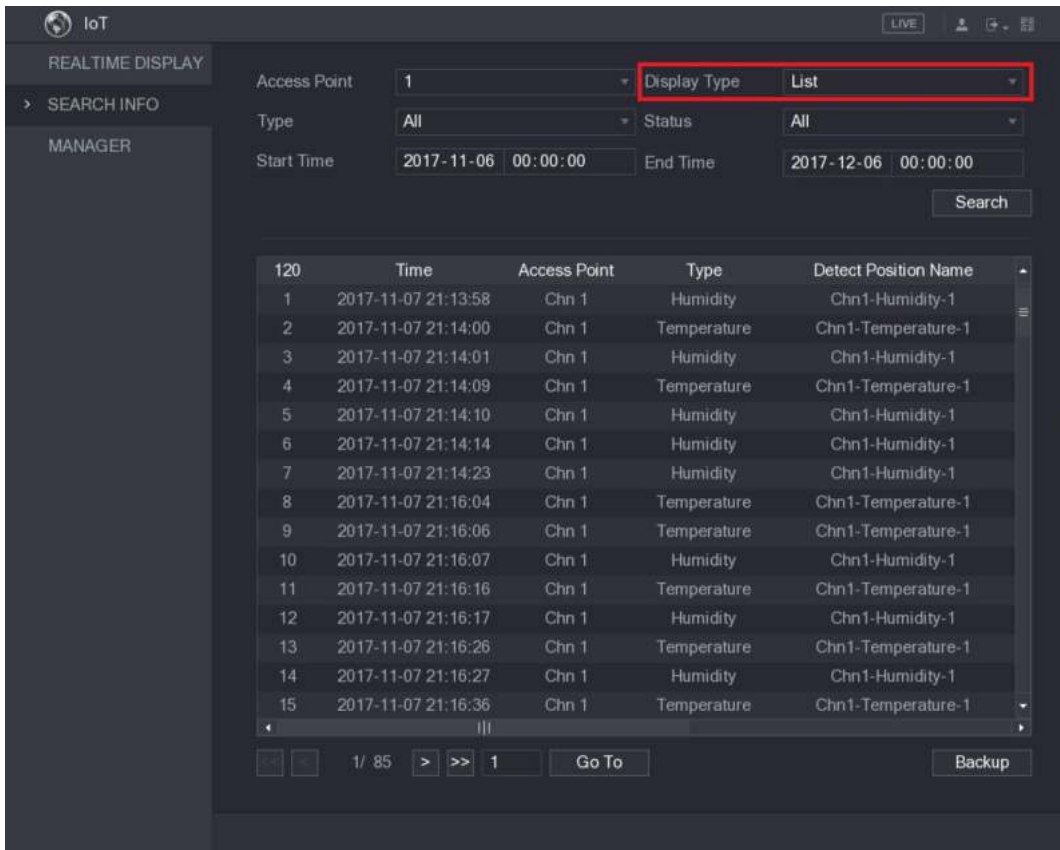 IoT LIVE
REALTIME DISPLAY
SEARCH INFO
MANAGER
Access Point 1 Display Type List
Type All Status All
Start Time 2017-11-06 00:00:00 End Time 2017-12-06 00:00:00
Search
120 Time Access Point Type Detect Position Name
1 2017-11-07 21:13:58 Chn 1 Humidity Chn1-Humidity-1
2 2017-11-07 21:14:00 Chn 1 Temperature Chn1-Temperature-1
3 2017-11-07 21:14:01 Chn 1 Humidity Chn1-Humidity-1
4 2017-11-07 21:14:09 Chn 1 Temperature Chn1-Temperature-1
5 2017-11-07 21:14:10 Chn 1 Humidity Chn1-Humidity-1
6 2017-11-07 21:14:14 Chn 1 Humidity Chn1-Humidity-1
7 2017-11-07 21:14:23 Chn 1 Humidity Chn1-Humidity-1
8 2017-11-07 21:16:04 Chn 1 Temperature Chn1-Temperature-1
9 2017-11-07 21:16:06 Chn 1 Temperature Chn1-Temperature-1
10 2017-11-07 21:16:07 Chn 1 Humidity Chn1-Humidity-1
11 2017-11-07 21:16:16 Chn 1 Temperature Chn1-Temperature-1
12 2017-11-07 21:16:17 Chn 1 Humidity Chn1-Humidity-1
13 2017-11-07 21:16:26 Chn 1 Temperature Chn1-Temperature-1
14 2017-11-07 21:16:27 Chn 1 Humidity Chn1-Humidity-1
15 2017-11-07 21:16:36 Chn 1 Temperature Chn1-Temperature-1
<< < 1/ 85 > >> 1 Go To Backup